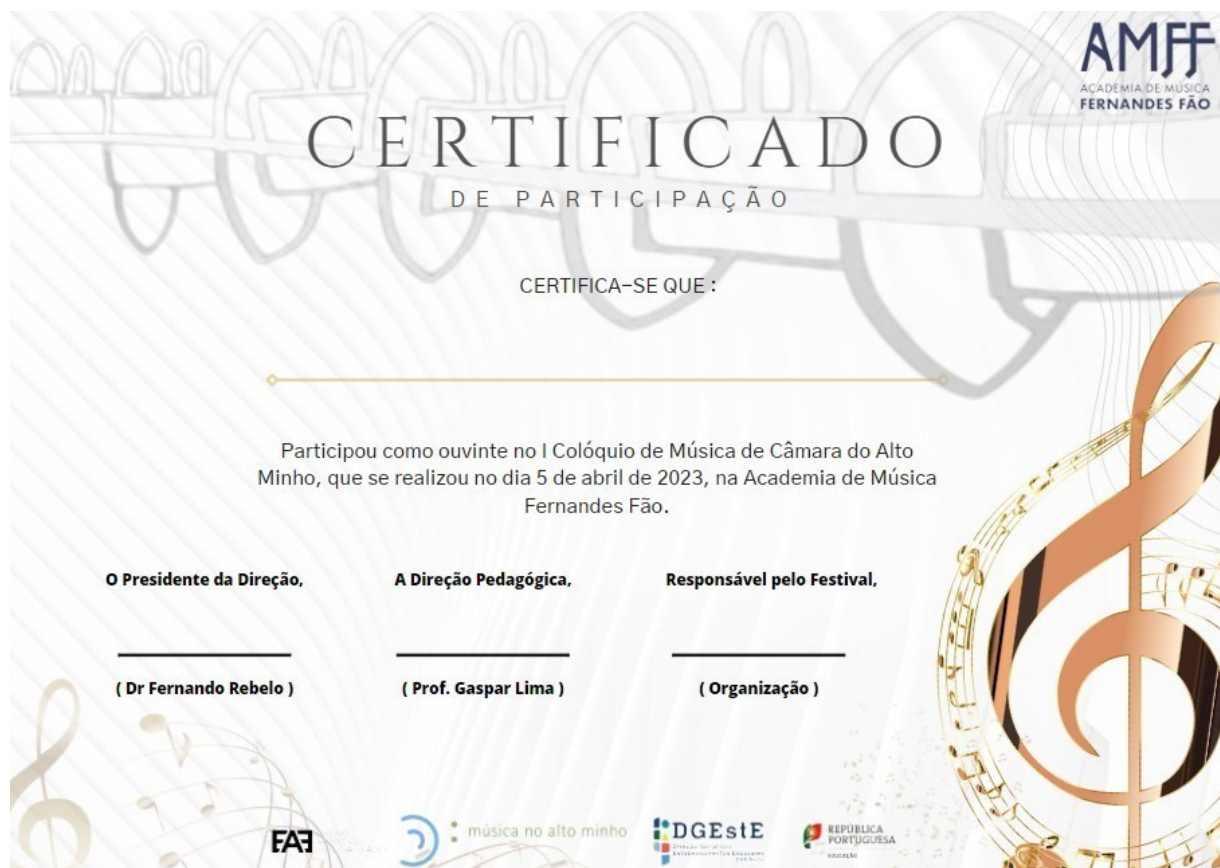 AMFF
ACADEMIA DE MÚSICA
FERNANDES FÃO
CERTIFICADO
DE PARTICIPAÇÃO
CERTIFICA-SE QUE :
Participou como ouvinte no I Colóquio de Música de Câmara do Alto
Minho, que se realizou no dia 5 de abril de 2023, na Academia de Música
Fernandes Fão.
O Presidente da Direção,
A Direção Pedagógica,
Responsável pelo Festival,
( Dr Fernando Rebelo )
( Prof. Gaspar Lima )
( Organização )
FAF
música no alto minho
DGEstE
REPÚBLICA
PORTUGUESA
EDUCAÇÃO